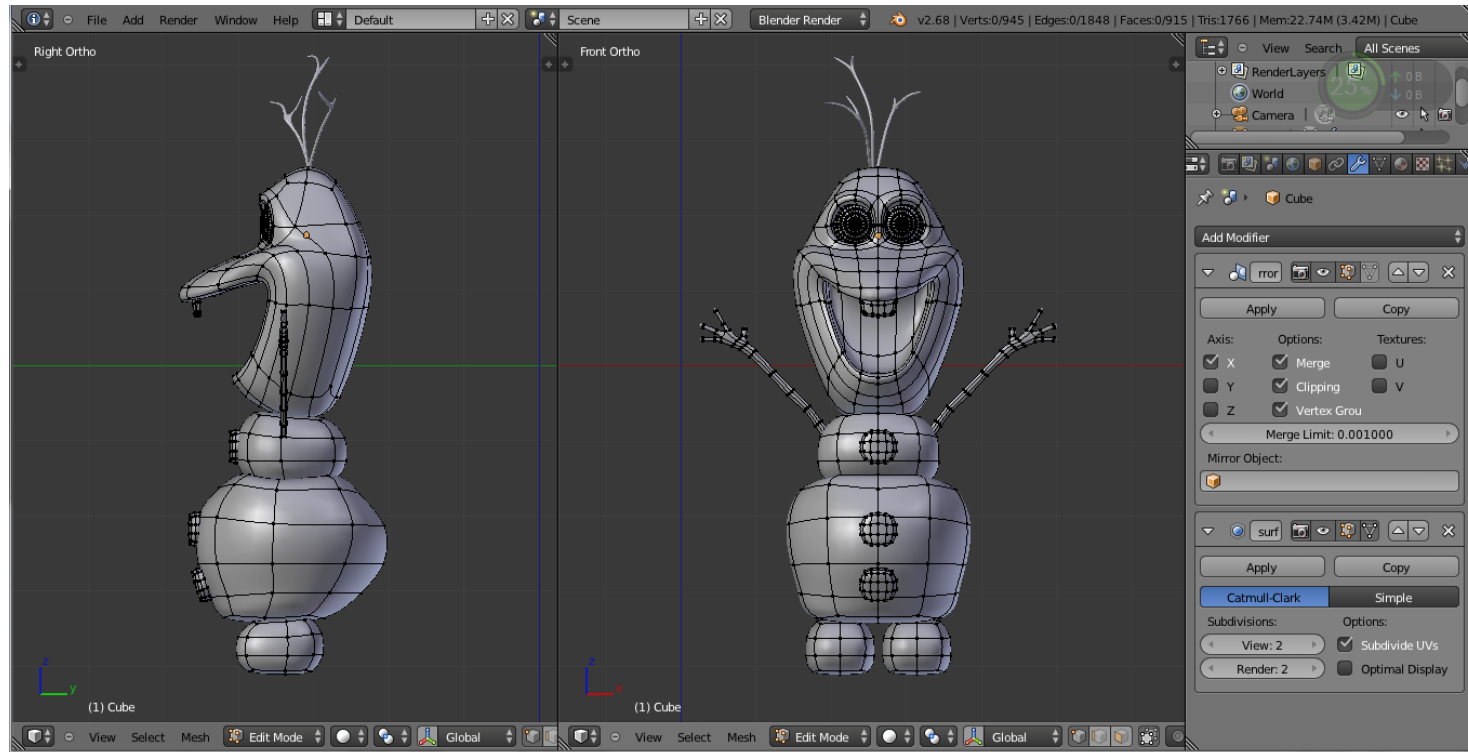 File Add Render Window Help Default Scene Blender Render v2.68 | Verts:0/945 | Edges:0/1848 | Faces:0/915 | Tris:1766 | Mem:22.74M (3.42M) | Cube
Right Ortho
Front Ortho
View Search All Scenes
RenderLayers
World
Camera
25%
0 B
0 B
Cube
Add Modifier
rror
Apply Copy
Axis: Options: Textures:
X Merge U
Y Clipping V
Z Vertex Grou
Merge Limit: 0.001000
Mirror Object:
surf
Apply Copy
Catmull-Clark Simple
Subdivisions: Options:
View: 2 Subdivide UVs
Render: 2 Optimal Display
z
y
(1) Cube
z
x
(1) Cube
View Select Mesh Edit Mode Global
View Select Mesh Edit Mode Global